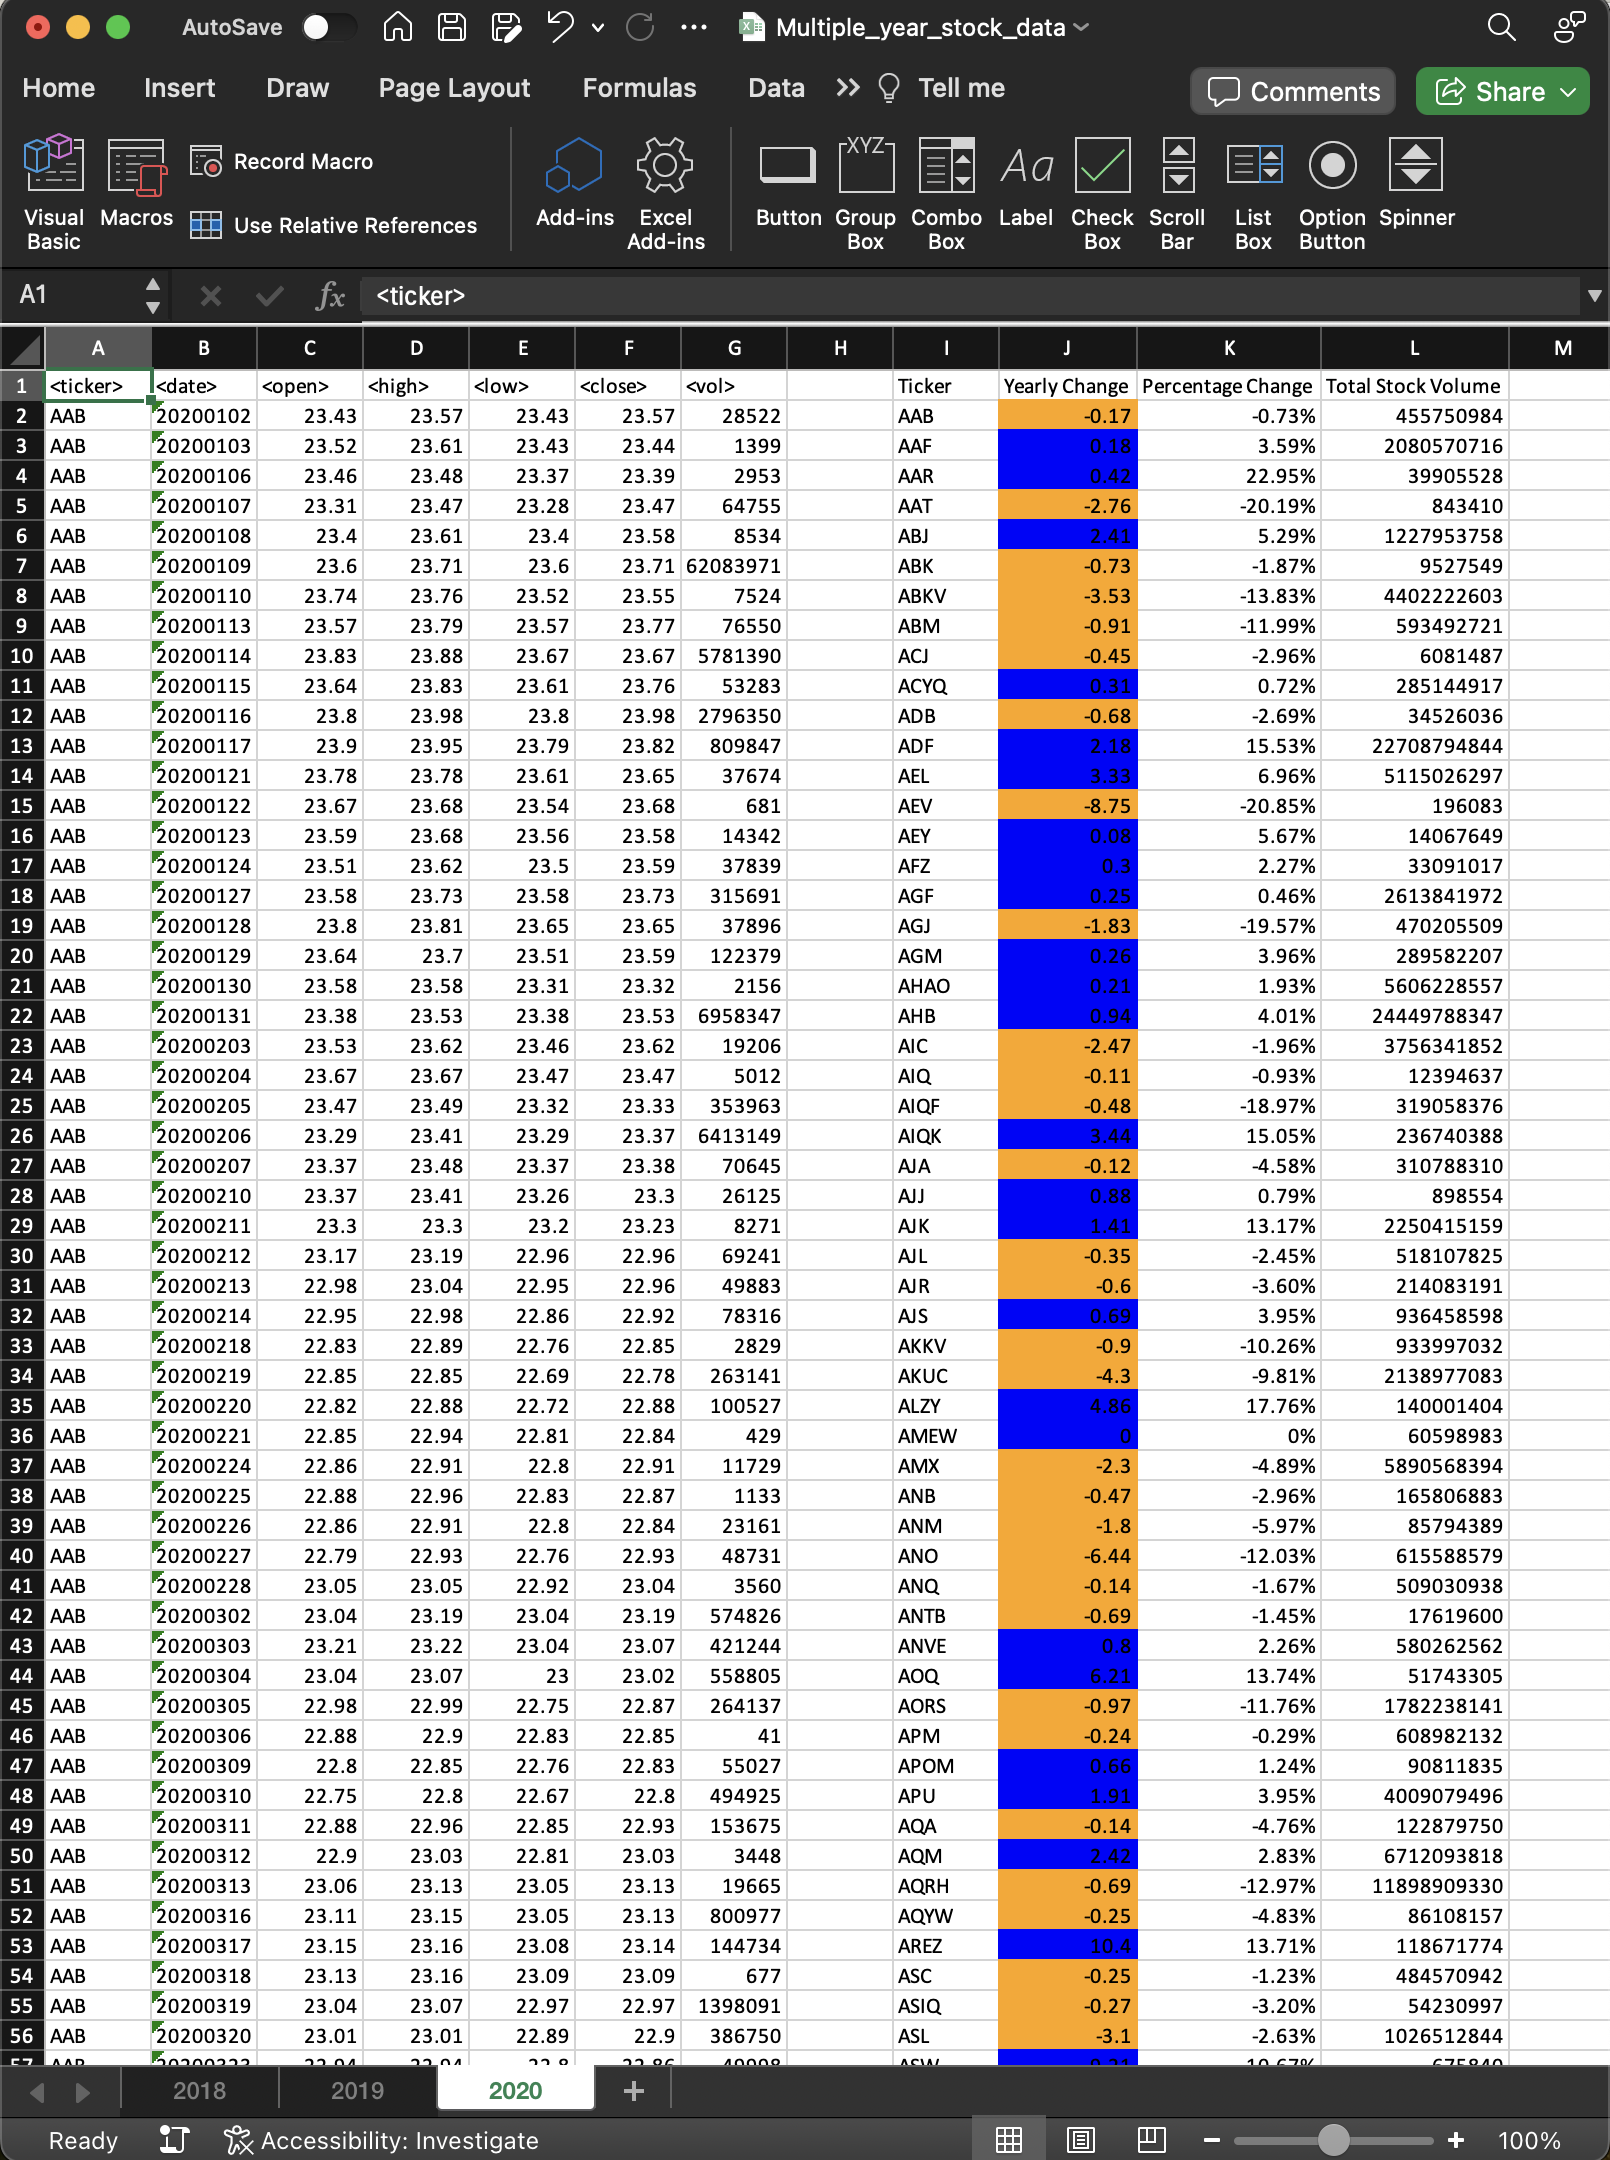 AutoSave Multiple_year_stock_data
Home Insert Draw Page Layout Formulas Data >> Tell me Comments Share
Visual Basic Macros Record Macro Use Relative References Add-ins Excel Add-ins Button Group Box Combo Box Label Check Box Scroll Bar List Box Option Button Spinner
A1 fx <ticker>
A B C D E F G H I J K L M
1 <ticker> <date> <open> <high> <low> <close> <vol> Ticker Yearly Change Percentage Change Total Stock Volume
2 AAB 20200102 23.43 23.57 23.43 23.57 28522 AAB -0.17 -0.73% 455750984
3 AAB 20200103 23.52 23.61 23.43 23.44 1399 AAF 0.18 3.59% 2080570716
4 AAB 20200106 23.46 23.48 23.37 23.39 2953 AAR 0.42 22.95% 39905528
5 AAB 20200107 23.31 23.47 23.28 23.47 64755 AAT -2.76 -20.19% 843410
6 AAB 20200108 23.4 23.61 23.4 23.58 8534 ABJ 2.41 5.29% 1227953758
7 AAB 20200109 23.6 23.71 23.6 23.71 62083971 ABK -0.73 -1.87% 9527549
8 AAB 20200110 23.74 23.76 23.52 23.55 7524 ABKV -3.53 -13.83% 4402222603
9 AAB 20200113 23.57 23.79 23.57 23.77 76550 ABM -0.91 -11.99% 593492721
10 AAB 20200114 23.83 23.88 23.67 23.67 5781390 ACJ -0.45 -2.96% 6081487
11 AAB 20200115 23.64 23.83 23.61 23.76 53283 ACYQ 0.31 0.72% 285144917
12 AAB 20200116 23.8 23.98 23.8 23.98 2796350 ADB -0.68 -2.69% 34526036
13 AAB 20200117 23.9 23.95 23.79 23.82 809847 ADF 2.18 15.53% 22708794844
14 AAB 20200121 23.78 23.78 23.61 23.65 37674 AEL 3.33 6.96% 5115026297
15 AAB 20200122 23.67 23.68 23.54 23.68 681 AEV -8.75 -20.85% 196083
16 AAB 20200123 23.59 23.68 23.56 23.58 14342 AEY 0.08 5.67% 14067649
17 AAB 20200124 23.51 23.62 23.5 23.59 37839 AFZ 0.3 2.27% 33091017
18 AAB 20200127 23.58 23.73 23.58 23.73 315691 AGF 0.25 0.46% 2613841972
19 AAB 20200128 23.8 23.81 23.65 23.65 37896 AGJ -1.83 -19.57% 470205509
20 AAB 20200129 23.64 23.7 23.51 23.59 122379 AGM 0.26 3.96% 289582207
21 AAB 20200130 23.58 23.58 23.31 23.32 2156 AHAO 0.21 1.93% 5606228557
22 AAB 20200131 23.38 23.53 23.38 23.53 6958347 AHB 0.94 4.01% 24449788347
23 AAB 20200203 23.53 23.62 23.46 23.62 19206 AIC -2.47 -1.96% 3756341852
24 AAB 20200204 23.67 23.67 23.47 23.47 5012 AIQ -0.11 -0.93% 12394637
25 AAB 20200205 23.47 23.49 23.32 23.33 353963 AIQF -0.48 -18.97% 319058376
26 AAB 20200206 23.29 23.41 23.29 23.37 6413149 AIQK 3.44 15.05% 236740388
27 AAB 20200207 23.37 23.48 23.37 23.38 70645 AJA -0.12 -4.58% 310788310
28 AAB 20200210 23.37 23.41 23.26 23.3 26125 AJJ 0.88 0.79% 898554
29 AAB 20200211 23.3 23.3 23.2 23.23 8271 AJK 1.41 13.17% 2250415159
30 AAB 20200212 23.17 23.19 22.96 22.96 69241 AJL -0.35 -2.45% 518107825
31 AAB 20200213 22.98 23.04 22.95 22.96 49883 AJR -0.6 -3.60% 214083191
32 AAB 20200214 22.95 22.98 22.86 22.92 78316 AJS 0.69 3.95% 936458598
33 AAB 20200218 22.83 22.89 22.76 22.85 2829 AKKV -0.9 -10.26% 933997032
34 AAB 20200219 22.85 22.85 22.69 22.78 263141 AKUC -4.3 -9.81% 2138977083
35 AAB 20200220 22.82 22.88 22.72 22.88 100527 ALZY 4.86 17.76% 140001404
36 AAB 20200221 22.85 22.94 22.81 22.84 429 AMEW 0 0% 60598983
37 AAB 20200224 22.86 22.91 22.8 22.91 11729 AMX -2.3 -4.89% 5890568394
38 AAB 20200225 22.88 22.96 22.83 22.87 1133 ANB -0.47 -2.96% 165806883
39 AAB 20200226 22.86 22.91 22.8 22.84 23161 ANM -1.8 -5.97% 85794389
40 AAB 20200227 22.79 22.93 22.76 22.93 48731 ANO -6.44 -12.03% 615588579
41 AAB 20200228 23.05 23.05 22.92 23.04 3560 ANQ -0.14 -1.67% 509030938
42 AAB 20200302 23.04 23.19 23.04 23.19 574826 ANTB -0.69 -1.45% 17619600
43 AAB 20200303 23.21 23.22 23.04 23.07 421244 ANVE 0.8 2.26% 580262562
44 AAB 20200304 23.04 23.07 23 23.02 558805 AOQ 6.21 13.74% 51743305
45 AAB 20200305 22.98 22.99 22.75 22.87 264137 AORS -0.97 -11.76% 1782238141
46 AAB 20200306 22.88 22.9 22.83 22.85 41 APM -0.24 -0.29% 608982132
47 AAB 20200309 22.8 22.85 22.76 22.83 55027 APOM 0.66 1.24% 90811835
48 AAB 20200310 22.75 22.8 22.67 22.8 494925 APU 1.91 3.95% 4009079496
49 AAB 20200311 22.88 22.96 22.85 22.93 153675 AQA -0.14 -4.76% 122879750
50 AAB 20200312 22.9 23.03 22.81 23.03 3448 AQM 2.42 2.83% 6712093818
51 AAB 20200313 23.06 23.13 23.05 23.13 19665 AQRH -0.69 -12.97% 11898909330
52 AAB 20200316 23.11 23.15 23.05 23.13 800977 AQYW -0.25 -4.83% 86108157
53 AAB 20200317 23.15 23.16 23.08 23.14 144734 AREZ 10.4 13.71% 118671774
54 AAB 20200318 23.13 23.16 23.09 23.09 677 ASC -0.25 -1.23% 484570942
55 AAB 20200319 23.04 23.07 22.97 22.97 1398091 ASIQ -0.27 -3.20% 54230997
56 AAB 20200320 23.01 23.01 22.89 22.9 386750 ASL -3.1 -2.63% 1026512844
2018 2019 2020 +
Ready Accessibility: Investigate 100%